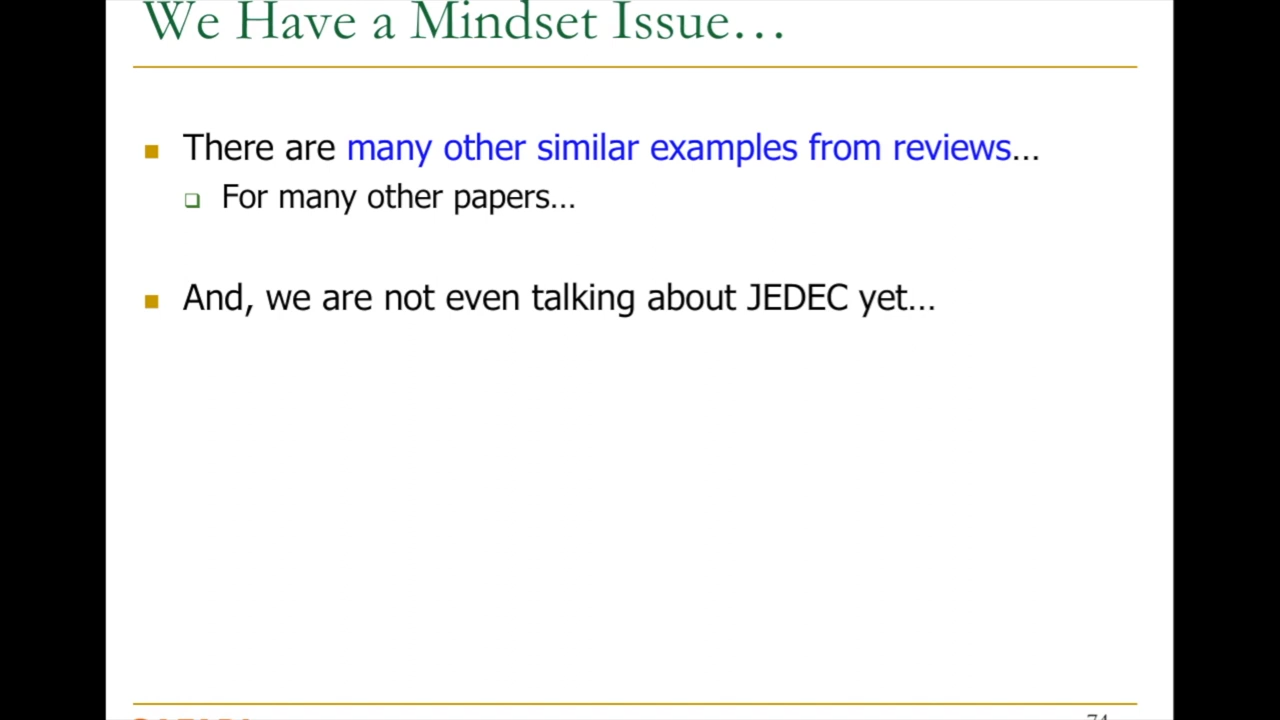 We Have a Mindset Issue…
There are many other similar examples from reviews…
For many other papers…
And, we are not even talking about JEDEC yet…